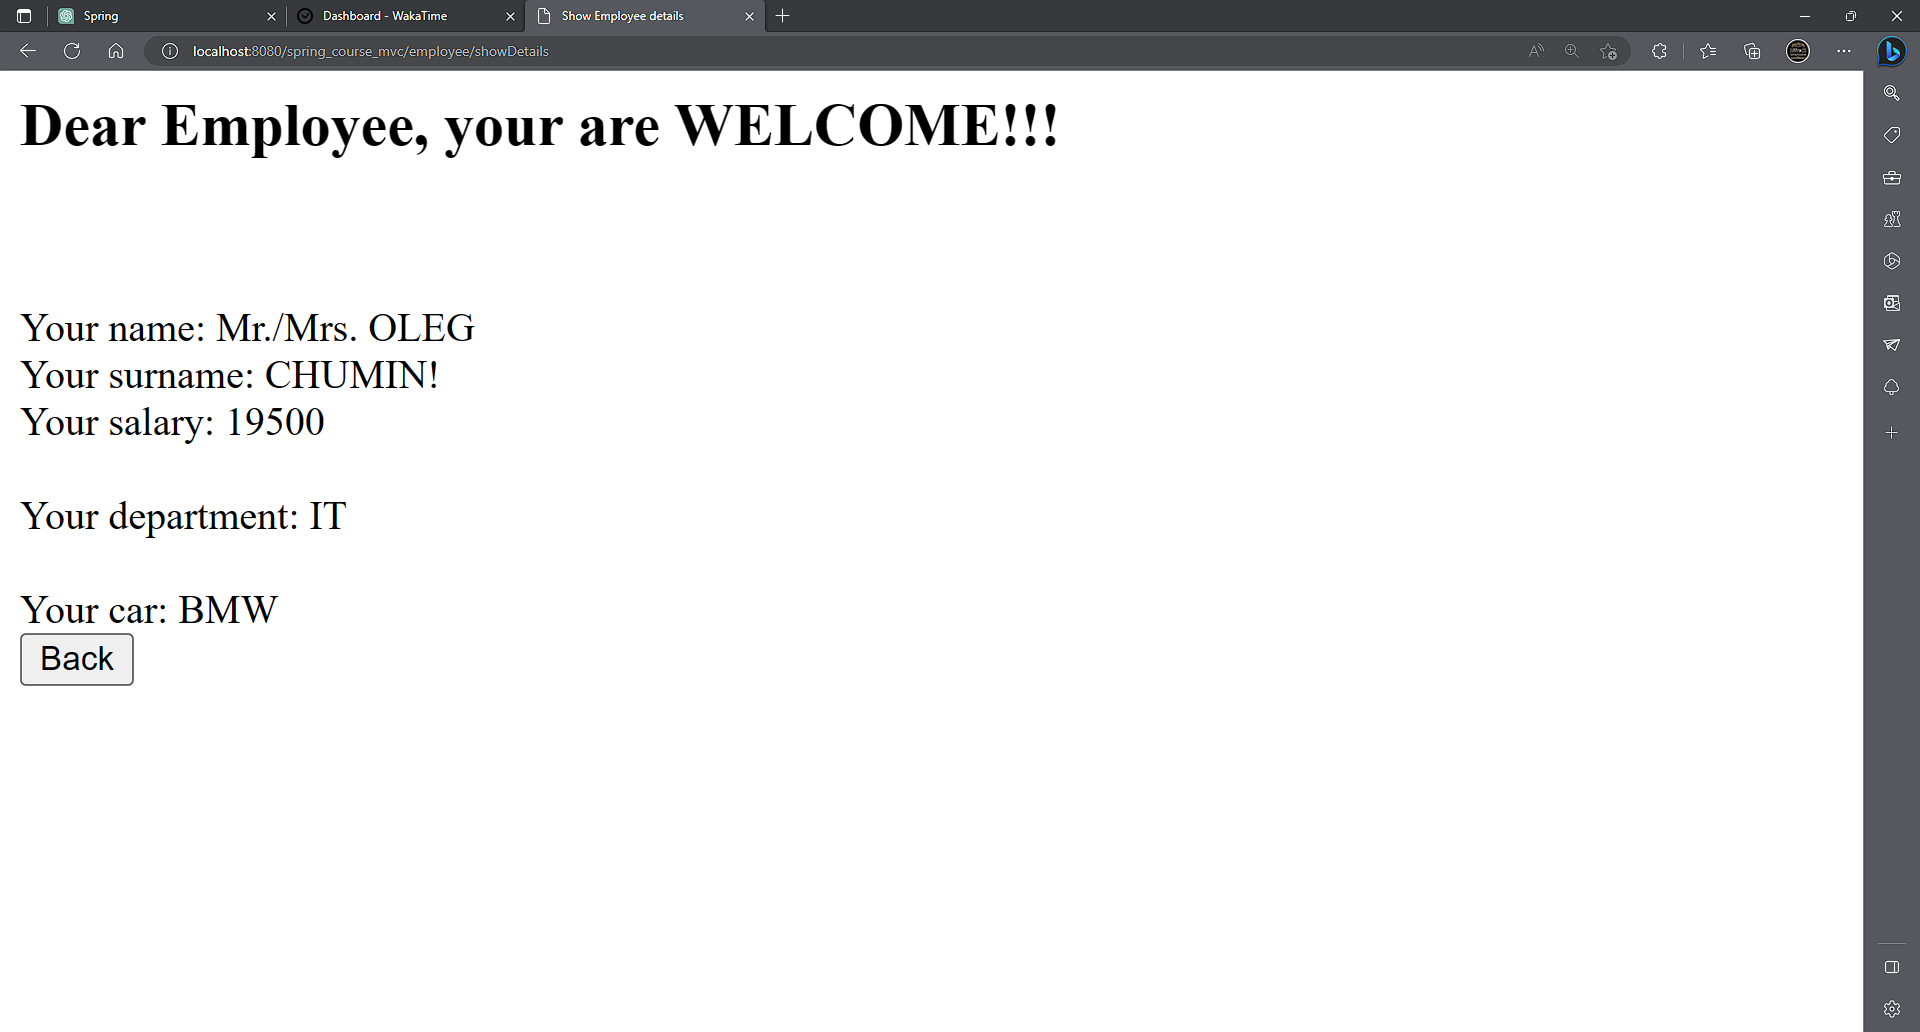 Spring
Dashboard - WakaTime
Show Employee details
localhost:8080/spring_course_mvc/employee/showDetails
Dear Employee, your are WELCOME!!!
Your name: Mr./Mrs. OLEG
Your surname: CHUMIN!
Your salary: 19500
Your department: IT
Your car: BMW
Back